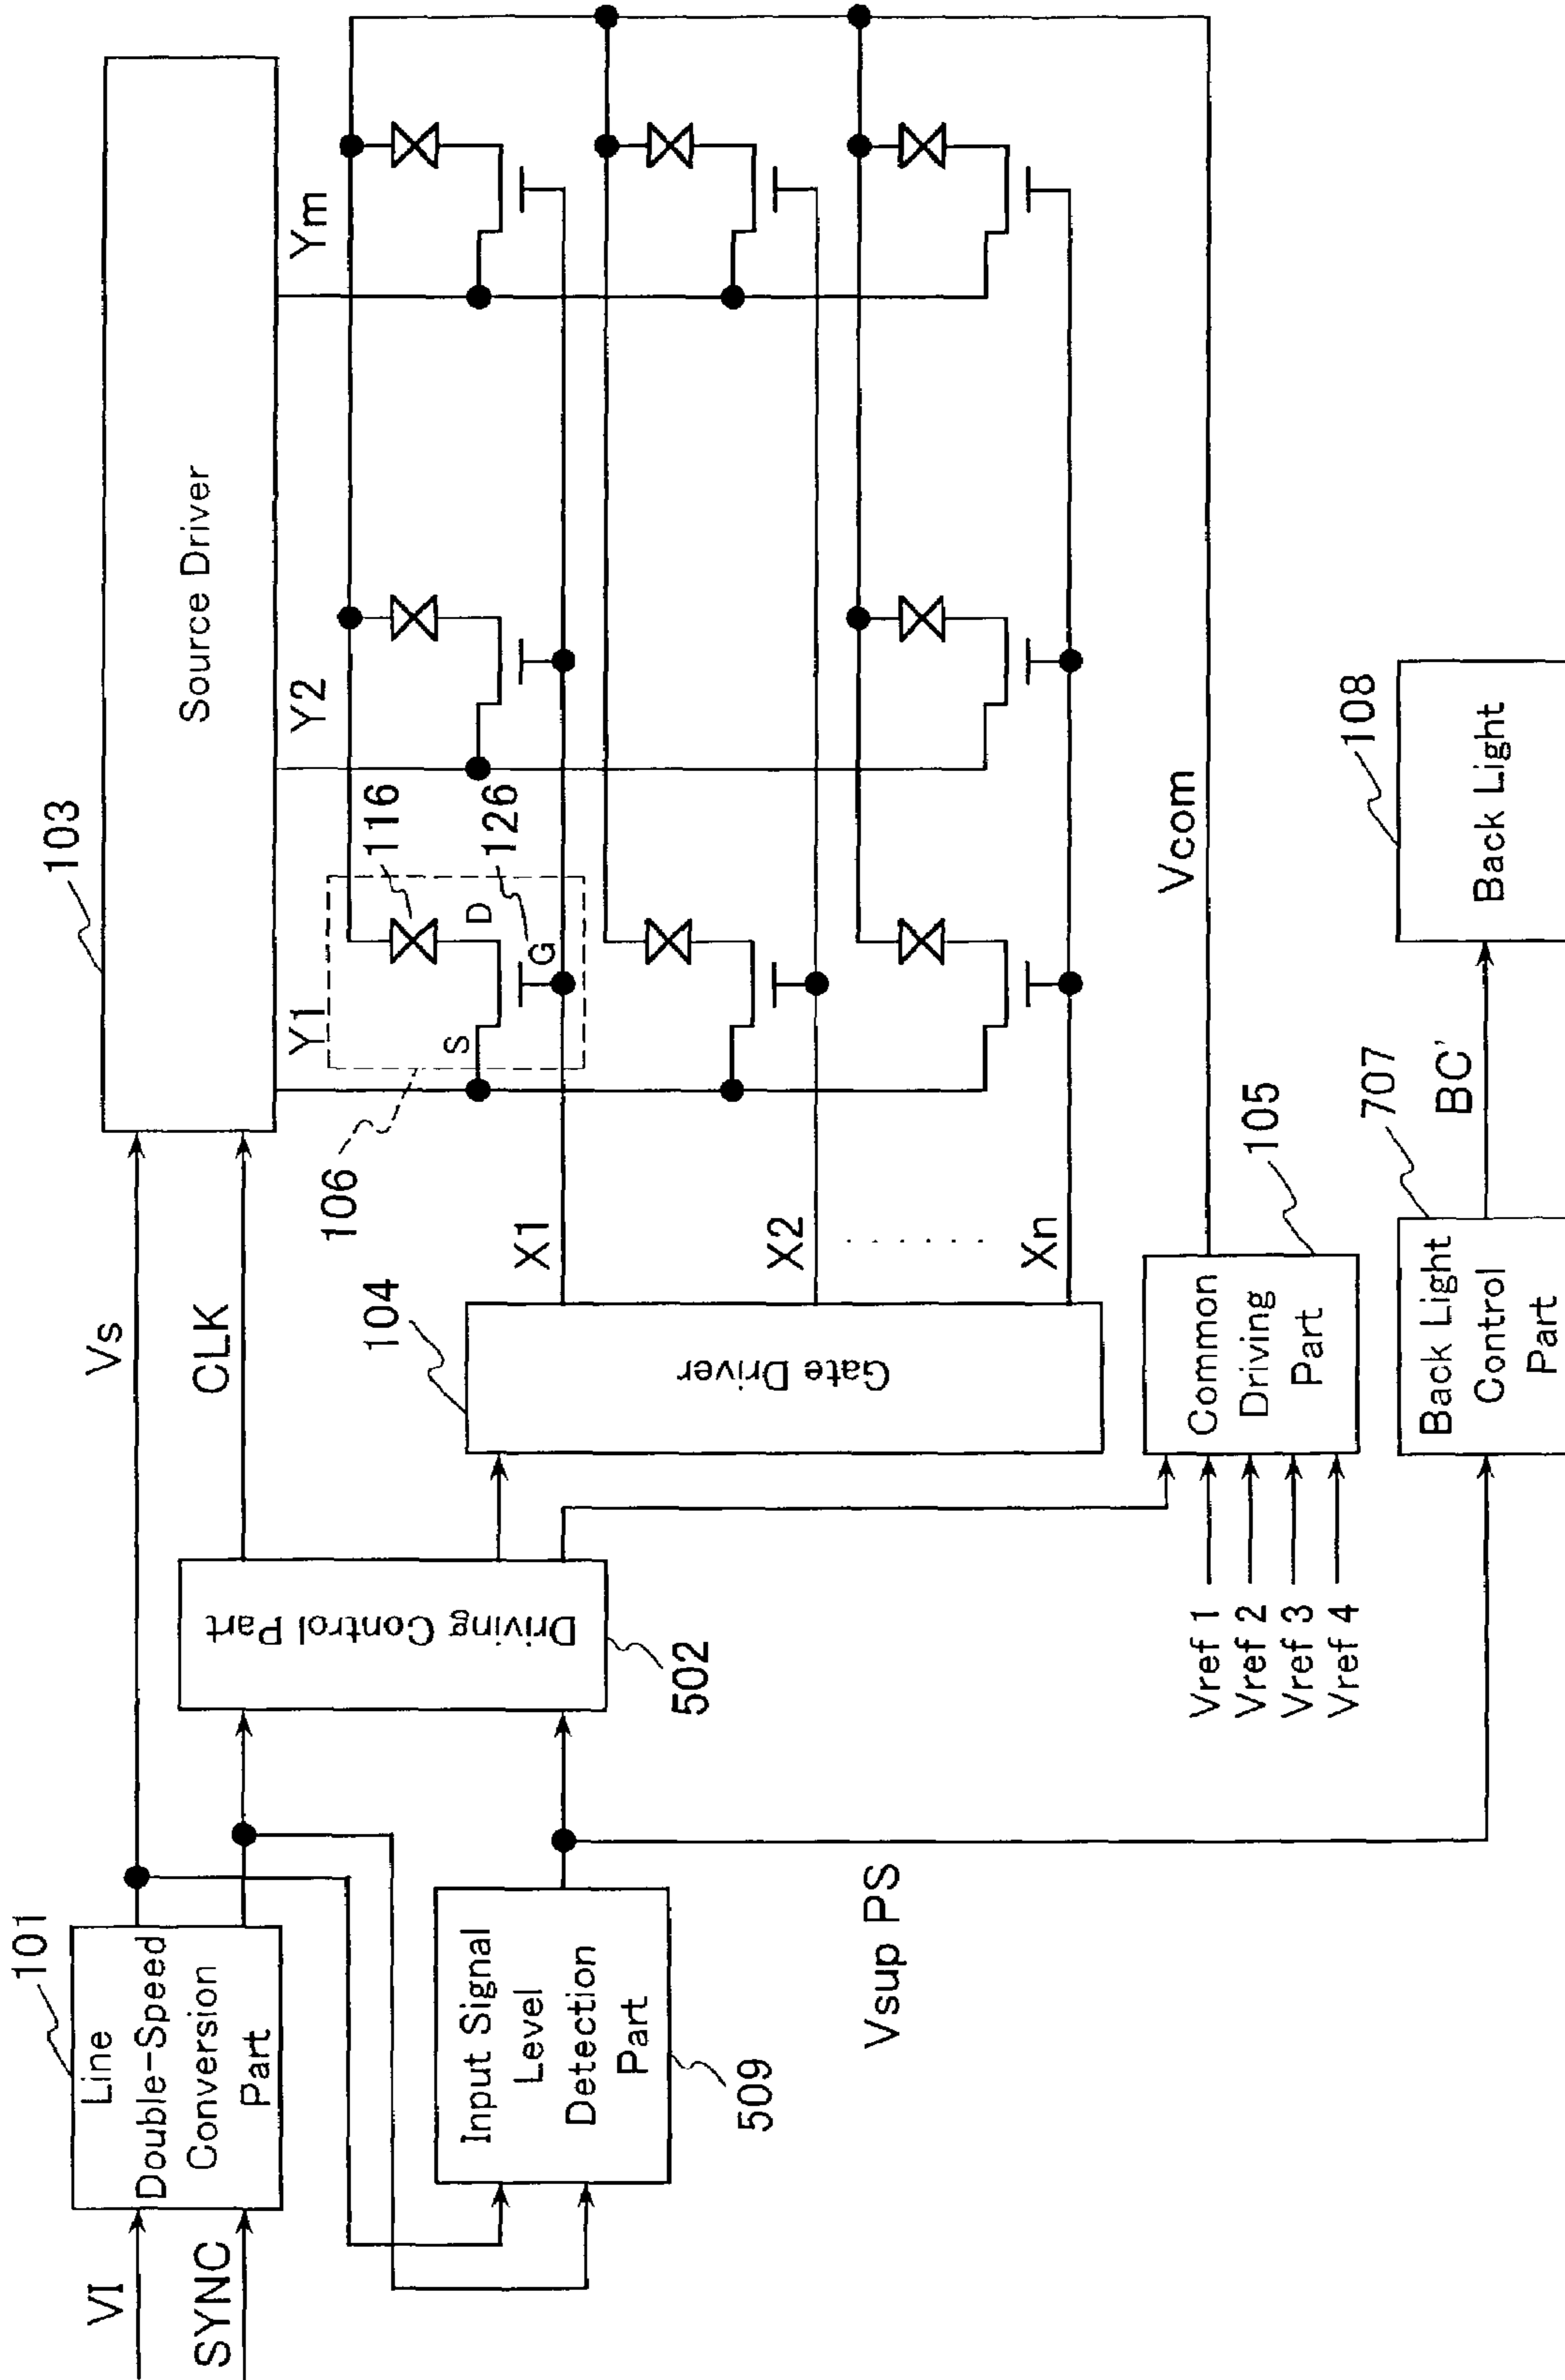 VI
SYNC
101
Line
Double-Speed
Conversion
Part
Vs
CLK
103
Source Driver
Input Signal
Level
Detection
Part
509
Vsup PS
Driving Control Part
502
104
Gate Driver
X1
X2
......
Xn
106
Y1
Y2
Ym
S
D
G
116
126
Vref 1
Vref 2
Vref 3
Vref 4
Common
Driving
Part
105
Vcom
Back Light
Control
Part
707
BC'
Back Light
108